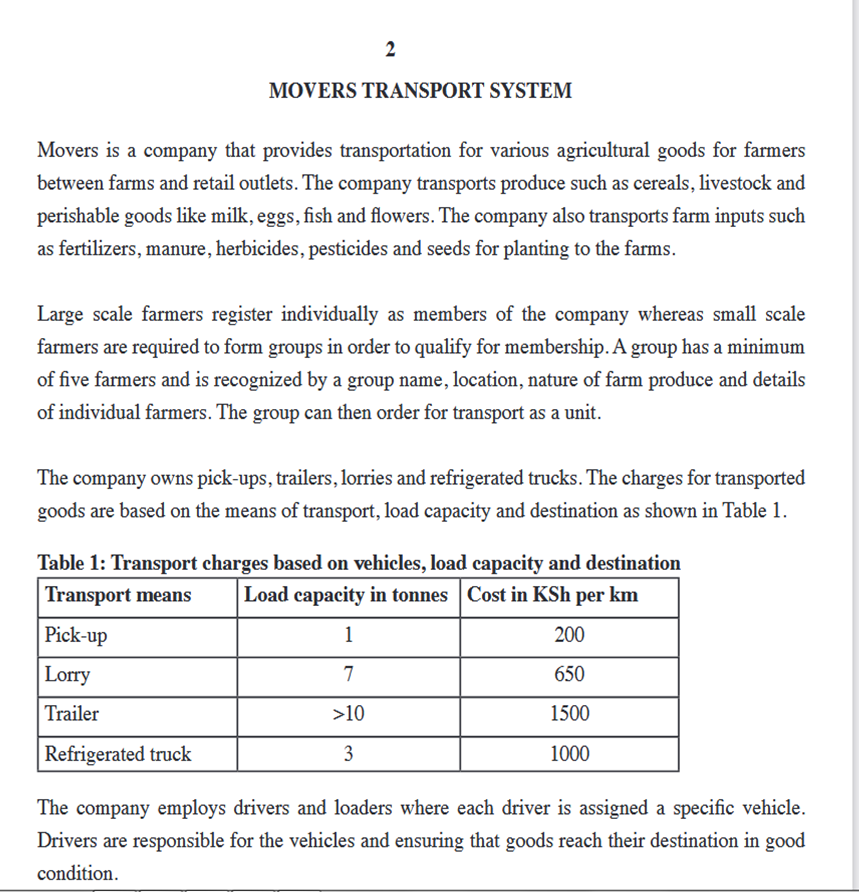 2
MOVERS TRANSPORT SYSTEM
Movers is a company that provides transportation for various agricultural goods for farmers
between farms and retail outlets. The company transports produce such as cereals, livestock and
perishable goods like milk, eggs, fish and flowers. The company also transports farm inputs such
as fertilizers, manure, herbicides, pesticides and seeds for planting to the farms.
Large scale farmers register individually as members of the company whereas small scale
farmers are required to form groups in order to qualify for membership. A group has a minimum
of five farmers and is recognized by a group name, location, nature of farm produce and details
of individual farmers. The group can then order for transport as a unit.
The company owns pick-ups, trailers, lorries and refrigerated trucks. The charges for transported
goods are based on the means of transport, load capacity and destination as shown in Table 1.
Table 1: Transport charges based on vehicles, load capacity and destination
Transport means Load capacity in tonnes Cost in KSh per km
Pick-up 1 200
Lorry 7 650
Trailer >10 1500
Refrigerated truck 3 1000
The company employs drivers and loaders where each driver is assigned a specific vehicle.
Drivers are responsible for the vehicles and ensuring that goods reach their destination in good
condition.